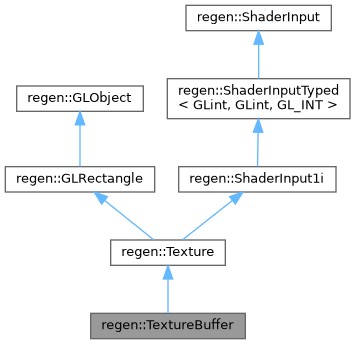 regen::ShaderInput
regen::GLObject
regen::ShaderInputTyped
< GLint, GLint, GL_INT >
regen::GLRectangle
regen::ShaderInput1i
regen::Texture
regen::TextureBuffer